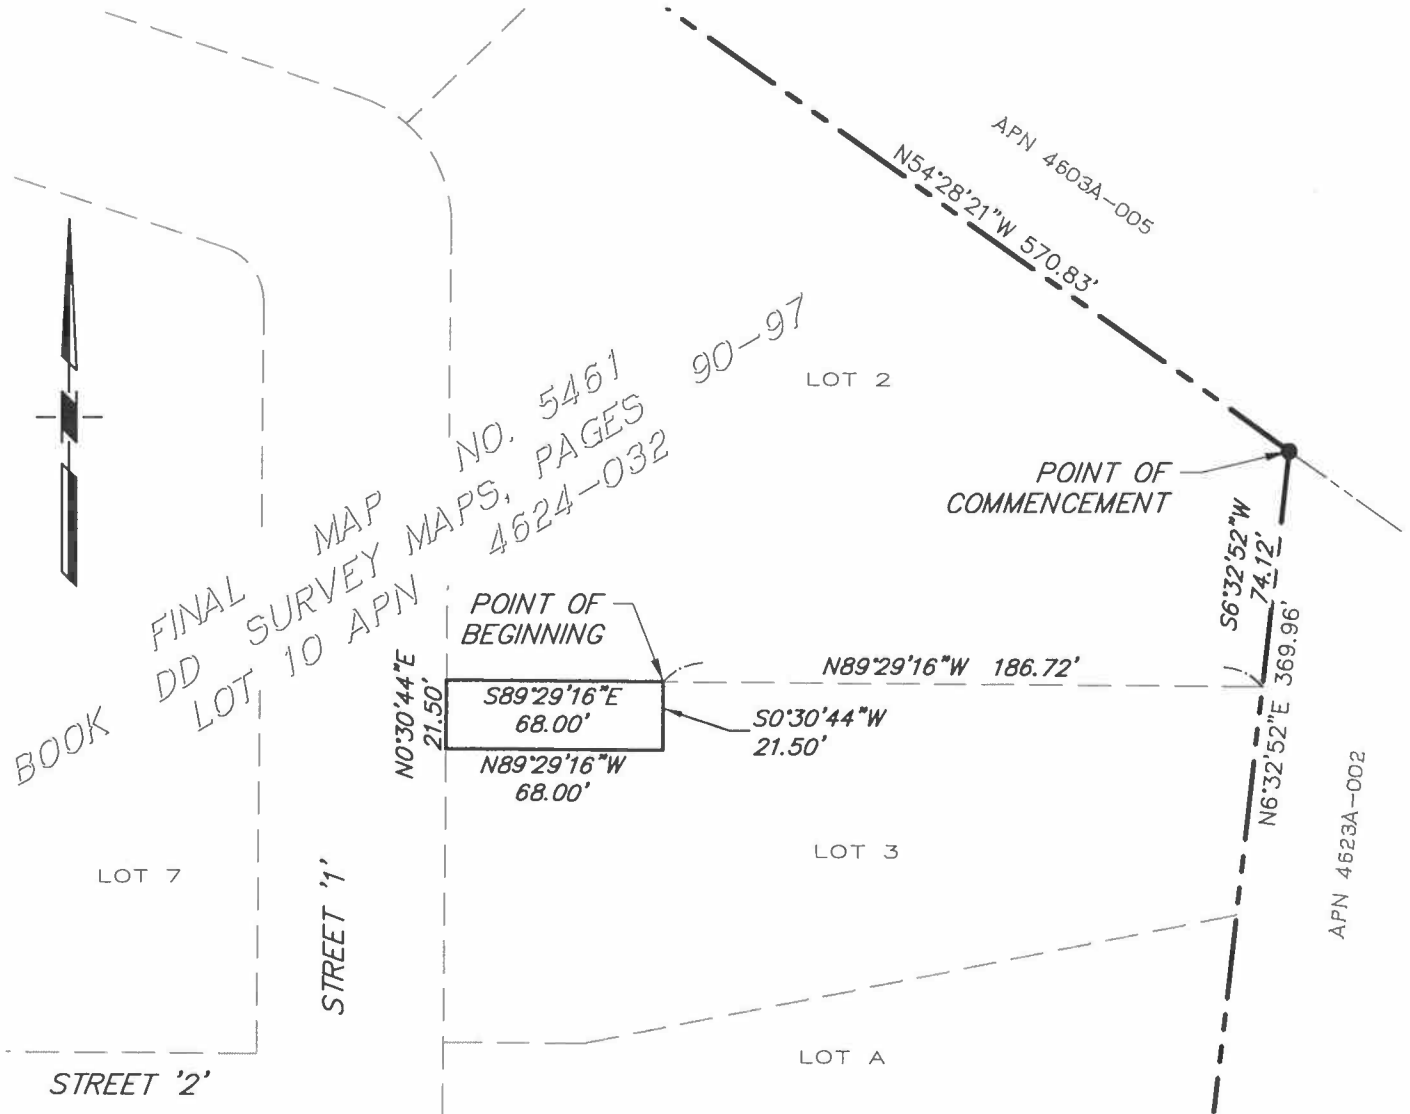 APN 4603A-005
N54°28'21"W 570.83'
FINAL MAP NO. 5461
BOOK DD SURVEY MAPS, PAGES 90-97
LOT 10 APN 4624-032
LOT 2
POINT OF
COMMENCEMENT
S6°32'52"W
74.12'
N6°32'52"E 369.96'
POINT OF
BEGINNING
N89°29'16"W 186.72'
N0°30'44"E
21.50'
S89°29'16"E
68.00'
S0°30'44"W
21.50'
N89°29'16"W
68.00'
APN 4623A-002
LOT 3
LOT 7
STREET '1'
LOT A
STREET '2'